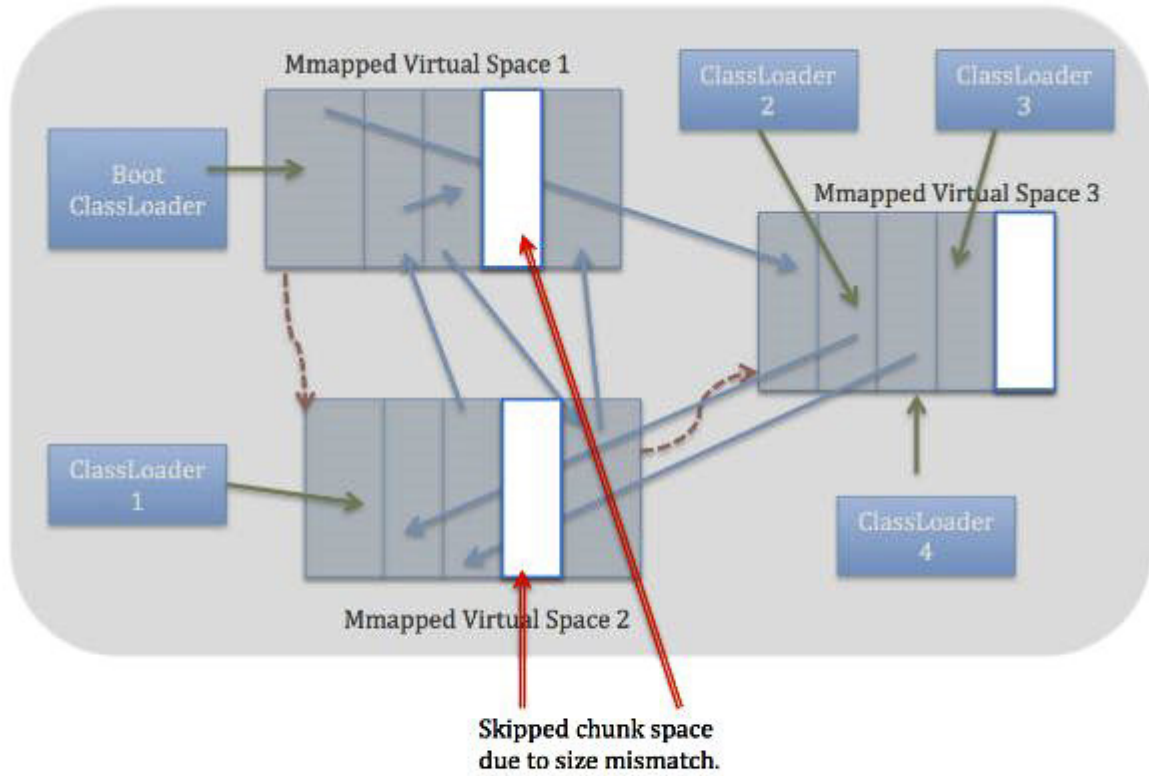 Mmapped Virtual Space 1
ClassLoader
2
ClassLoader
3
Boot
ClassLoader
Mmapped Virtual Space 3
ClassLoader
1
ClassLoader
4
Mmapped Virtual Space 2
Skipped chunk space
due to size mismatch.